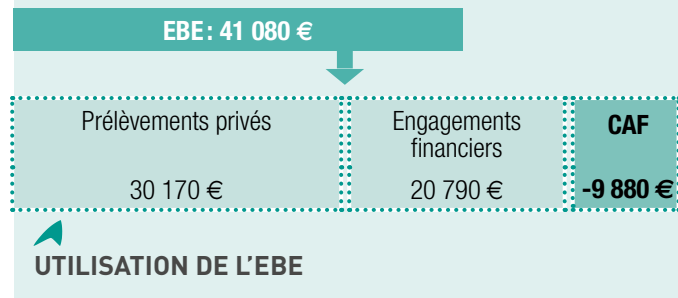 EBE : 41 080 €
Prélèvements privés
30 170 €
Engagements
financiers
20 790 €
CAF
-9 880 €
UTILISATION DE L'EBE